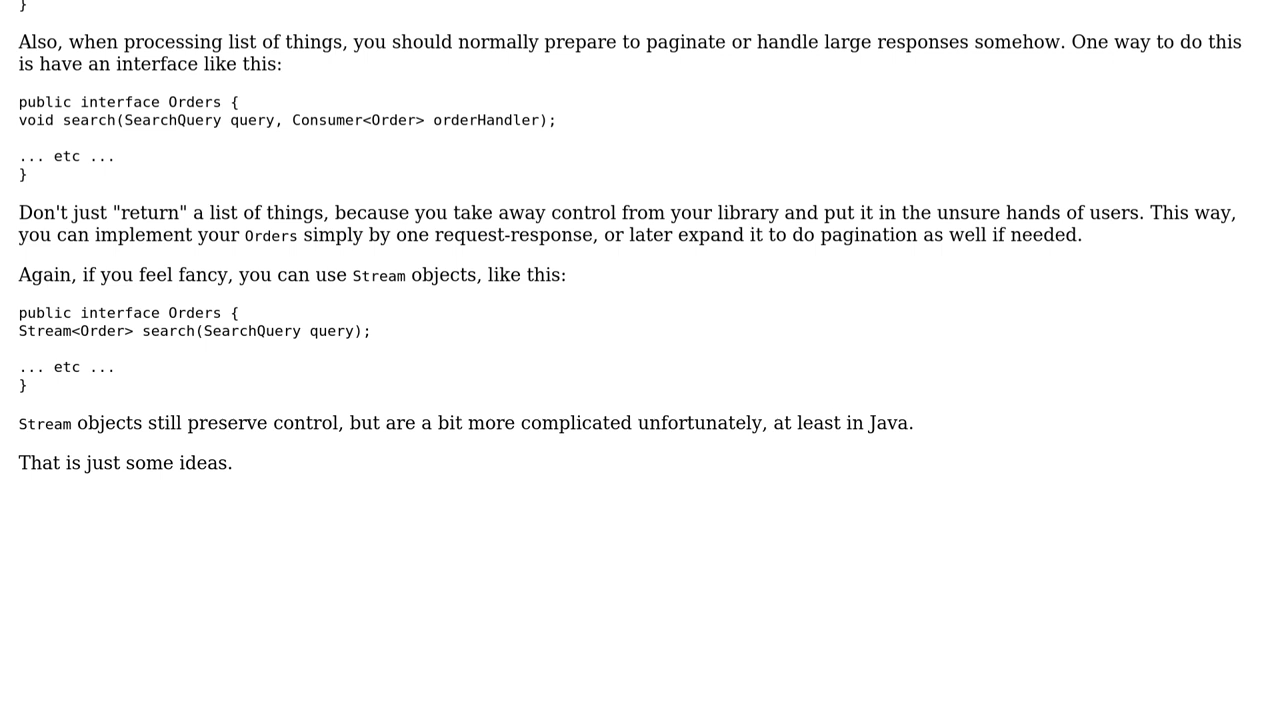 }
Also, when processing list of things, you should normally prepare to paginate or handle large responses somehow. One way to do this
is have an interface like this:
public interface Orders {
void search(SearchQuery query, Consumer<Order> orderHandler);
... etc ...
}
Don't just "return" a list of things, because you take away control from your library and put it in the unsure hands of users. This way,
you can implement your Orders simply by one request-response, or later expand it to do pagination as well if needed.
Again, if you feel fancy, you can use Stream objects, like this:
public interface Orders {
Stream<Order> search(SearchQuery query);
... etc ...
}
Stream objects still preserve control, but are a bit more complicated unfortunately, at least in Java.
That is just some ideas.